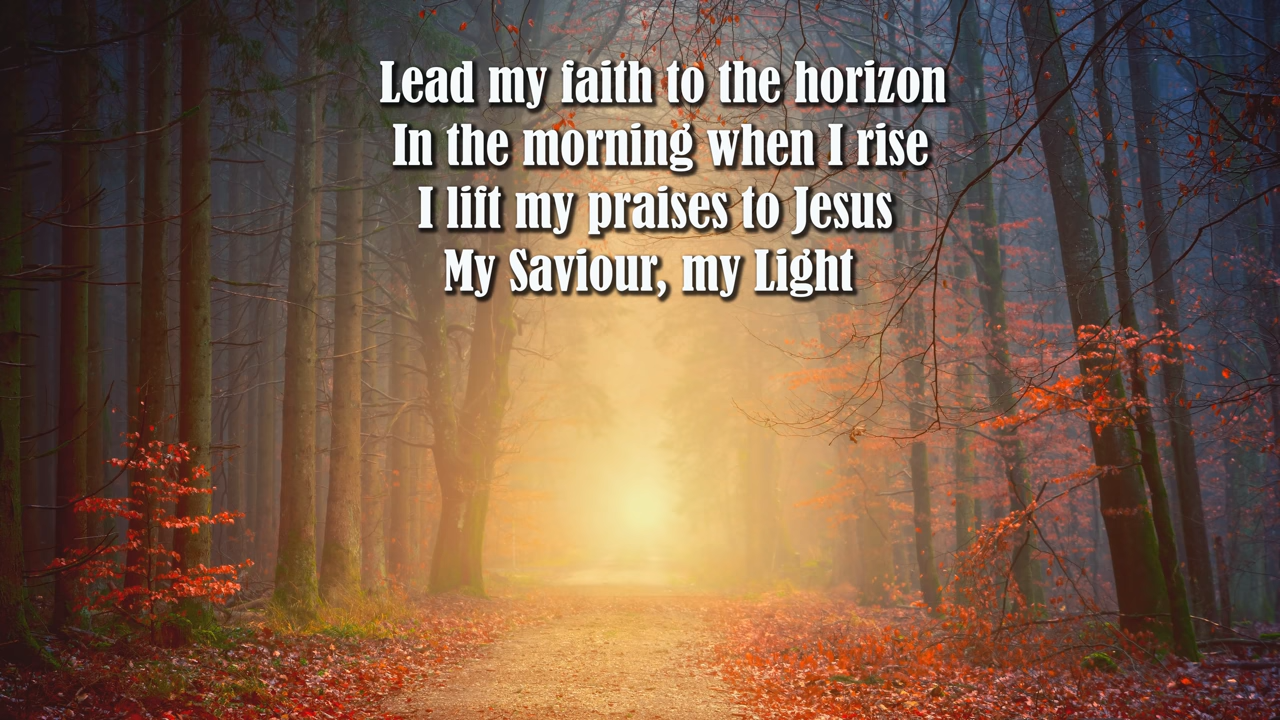 Lead my faith to the horizon
In the morning when I rise
I lift my praises to Jesus
My Saviour, my Light